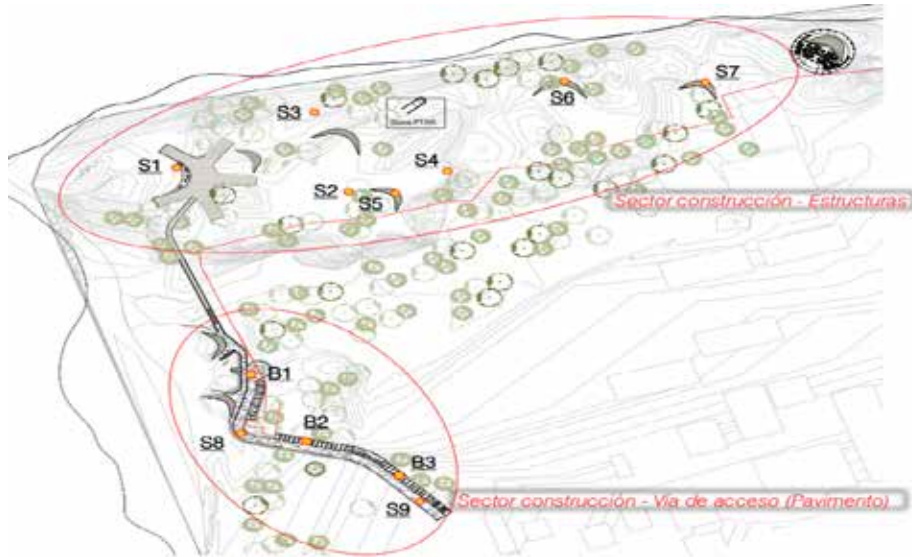 S7
S6
S3
S4
S1
S2
S5
Sector construcción - Estructuras
B1
B2
S8
B3
S9
Sector construcción - Via de acceso (Pavimento)